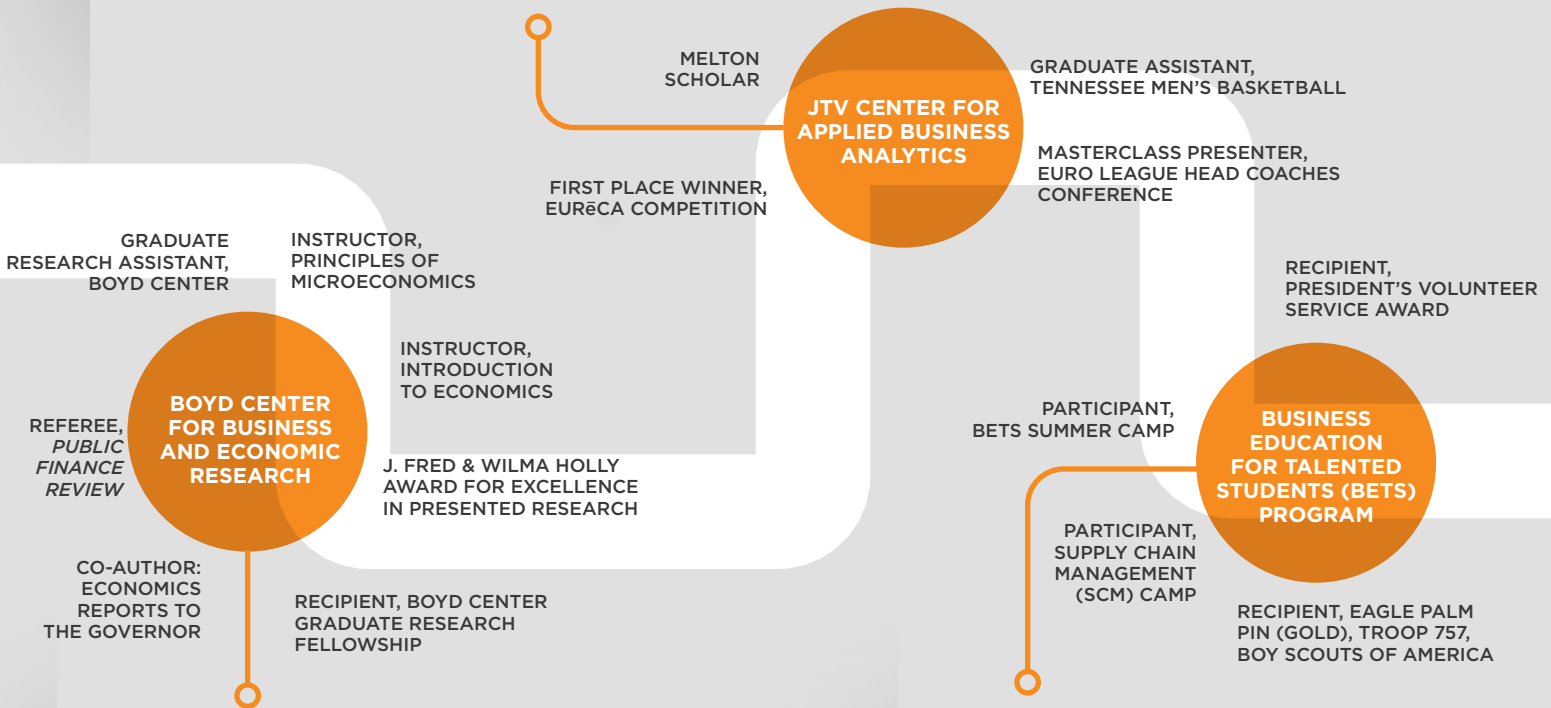 GRADUATE
RESEARCH ASSISTANT,
BOYD CENTER
INSTRUCTOR,
PRINCIPLES OF
MICROECONOMICS
INSTRUCTOR,
INTRODUCTION
TO ECONOMICS
REFEREE,
PUBLIC
FINANCE
REVIEW
BOYD CENTER
FOR BUSINESS
AND ECONOMIC
RESEARCH
J. FRED & WILMA HOLLY
AWARD FOR EXCELLENCE
IN PRESENTED RESEARCH
CO-AUTHOR:
ECONOMICS
REPORTS TO
THE GOVERNOR
RECIPIENT, BOYD CENTER
GRADUATE RESEARCH
FELLOWSHIP
MELTON
SCHOLAR
JTV CENTER FOR
APPLIED BUSINESS
ANALYTICS
GRADUATE ASSISTANT,
TENNESSEE MEN’S BASKETBALL
FIRST PLACE WINNER,
EURēCA COMPETITION
MASTERCLASS PRESENTER,
EURO LEAGUE HEAD COACHES
CONFERENCE
RECIPIENT,
PRESIDENT’S VOLUNTEER
SERVICE AWARD
PARTICIPANT,
BETS SUMMER CAMP
BUSINESS
EDUCATION
FOR TALENTED
STUDENTS (BETS)
PROGRAM
PARTICIPANT,
SUPPLY CHAIN
MANAGEMENT
(SCM) CAMP
RECIPIENT, EAGLE PALM
PIN (GOLD), TROOP 757,
BOY SCOUTS OF AMERICA